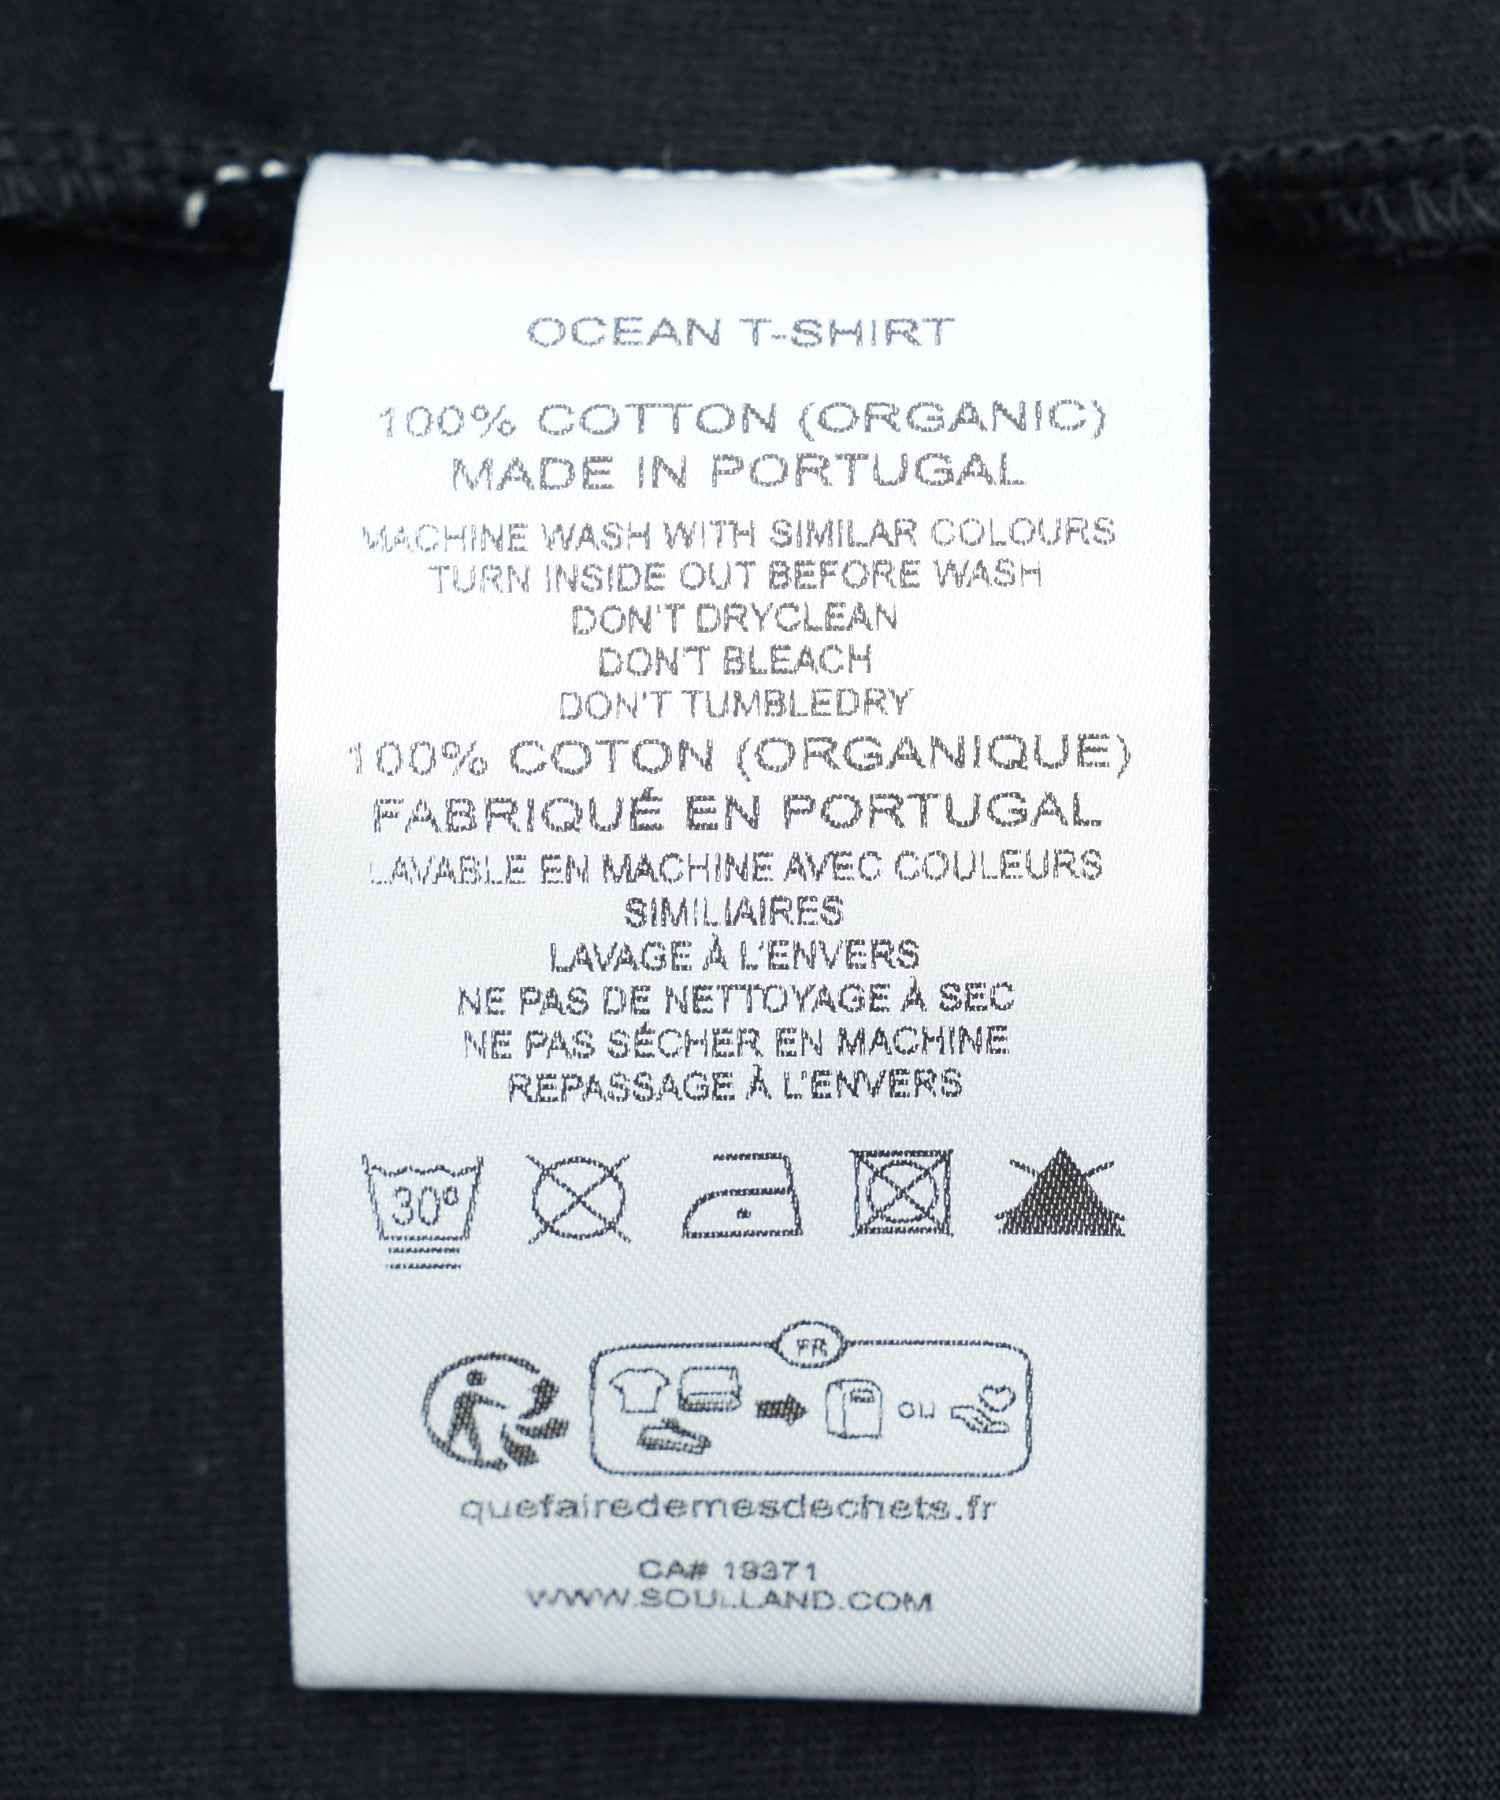 OCEAN T-SHIRT
100% COTTON (ORGANIC)
MADE IN PORTUGAL
MACHINE WASH WITH SIMILAR COLOURS
TURN INSIDE OUT BEFORE WASH
DON'T DRYCLEAN
DON'T BLEACH
DON'T TUMBLEDRY
100% COTON (ORGANIQUE)
FABRIQUÉ EN PORTUGAL
LAVABLE EN MACHINE AVEC COULEURS
SIMILIAIRES
LAVAGE À L'ENVERS
NE PAS DE NETTOYAGE À SEC
NE PAS SÉCHER EN MACHINE
REPASSAGE À L'ENVERS
30°
FR
OU
quefairedemesdechets.fr
CA# 19371
WWW.SOULLAND.COM